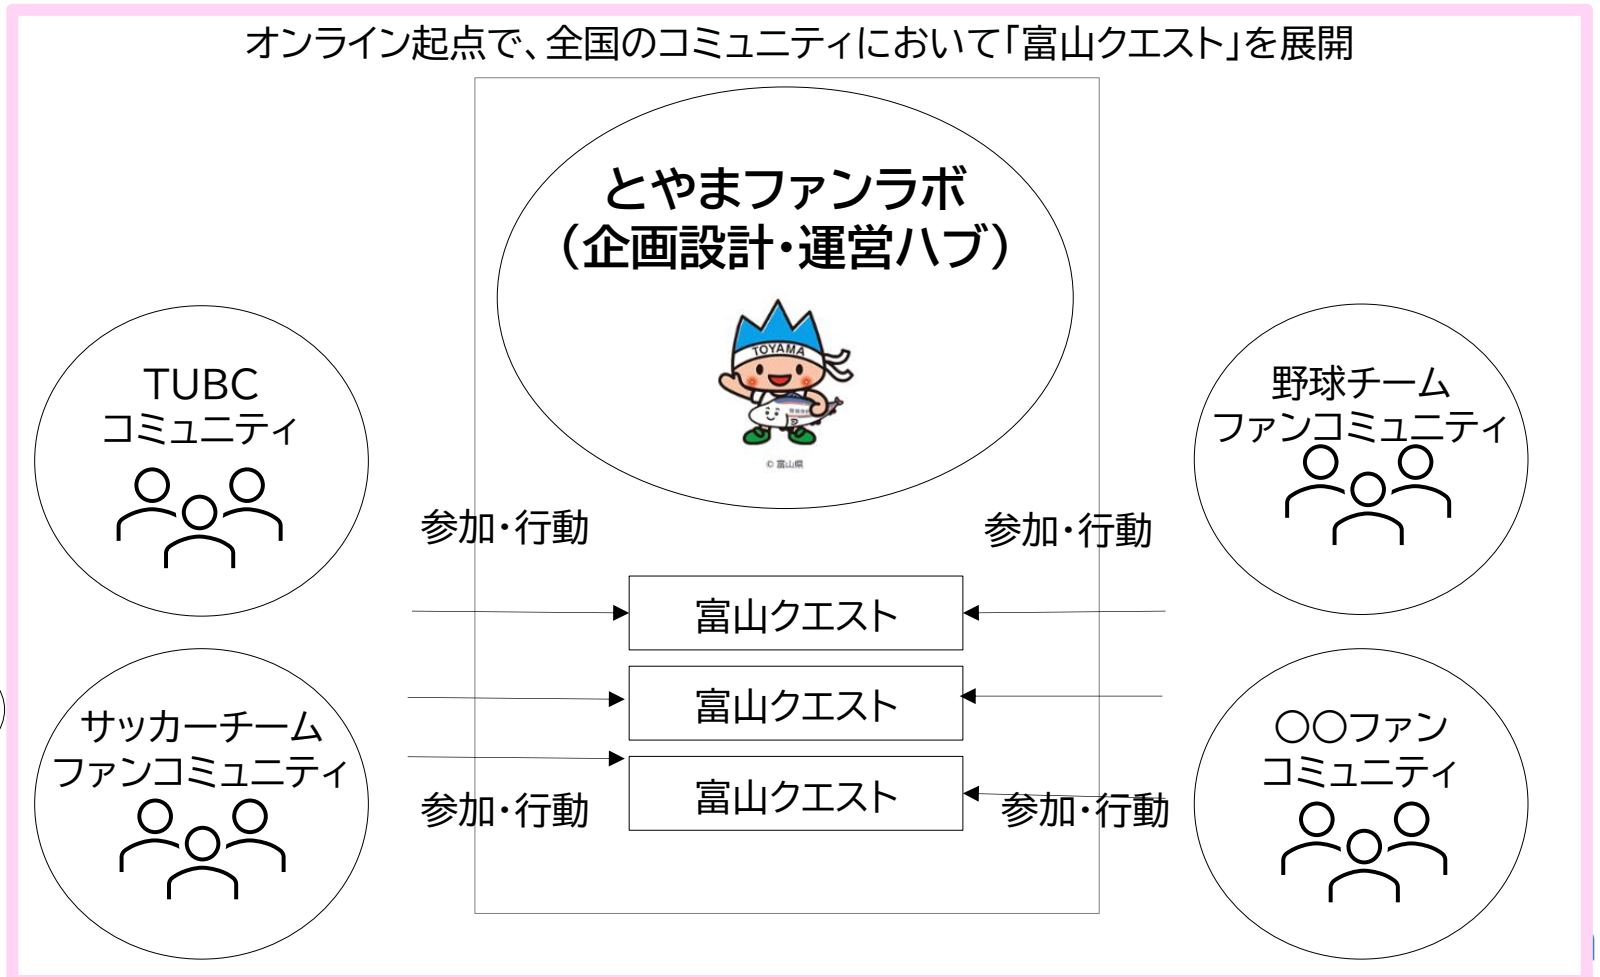 オンライン起点で、全国のコミュニティにおいて「富山クエスト」を展開
とやまファンラボ
（企画設計・運営ハブ）
TOYAMA
© 富山県
TUBC
コミュニティ
野球チーム
ファンコミュニティ
参加・行動
参加・行動
富山クエスト
富山クエスト
富山クエスト
サッカーチーム
ファンコミュニティ
〇〇ファン
コミュニティ
参加・行動
参加・行動